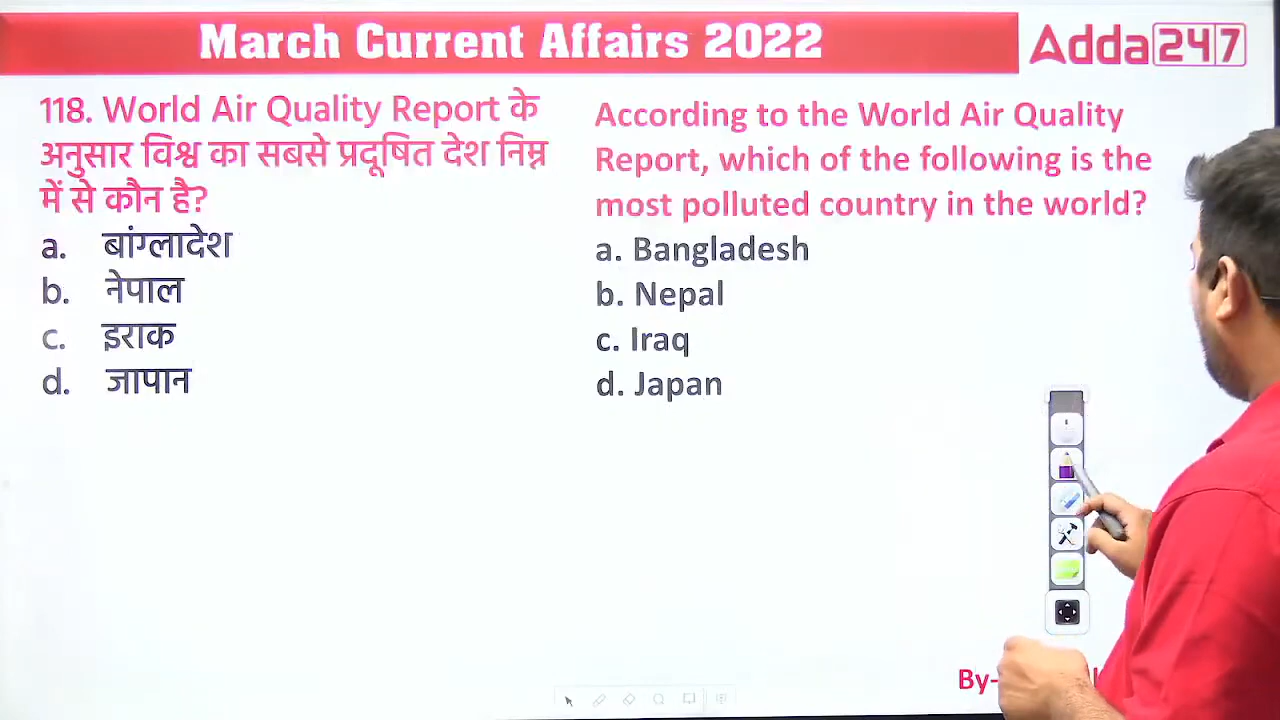 March Current Affairs 2022
Adda247
118. World Air Quality Report के
अनुसार विश्व का सबसे प्रदूषित देश निम्न
में से कौन है?
a. बांग्लादेश
b. नेपाल
c. इराक
d. जापान
According to the World Air Quality
Report, which of the following is the
most polluted country in the world?
a. Bangladesh
b. Nepal
c. Iraq
d. Japan
By-